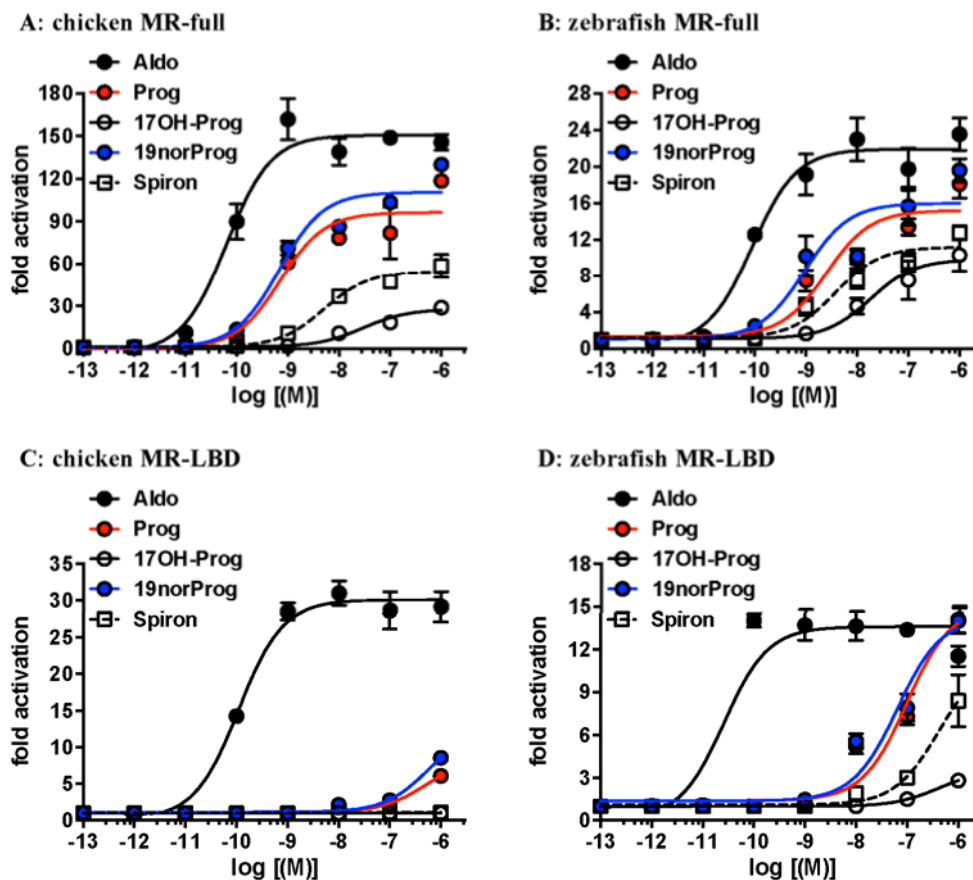 A: chicken MR-full
Aldo
Prog
17OH-Prog
19norProg
Spiron
fold activation
180
150
120
90
60
30
0
-13 -12 -11 -10 -9 -8 -7 -6
log [(M)]
B: zebrafish MR-full
Aldo
Prog
17OH-Prog
19norProg
Spiron
fold activation
28
24
20
16
12
8
4
0
-13 -12 -11 -10 -9 -8 -7 -6
log [(M)]
C: chicken MR-LBD
Aldo
Prog
17OH-Prog
19norProg
Spiron
fold activation
35
30
25
20
15
10
5
0
-13 -12 -11 -10 -9 -8 -7 -6
log [(M)]
D: zebrafish MR-LBD
Aldo
Prog
17OH-Prog
19norProg
Spiron
fold activation
18
15
12
9
6
3
0
-13 -12 -11 -10 -9 -8 -7 -6
log [(M)]